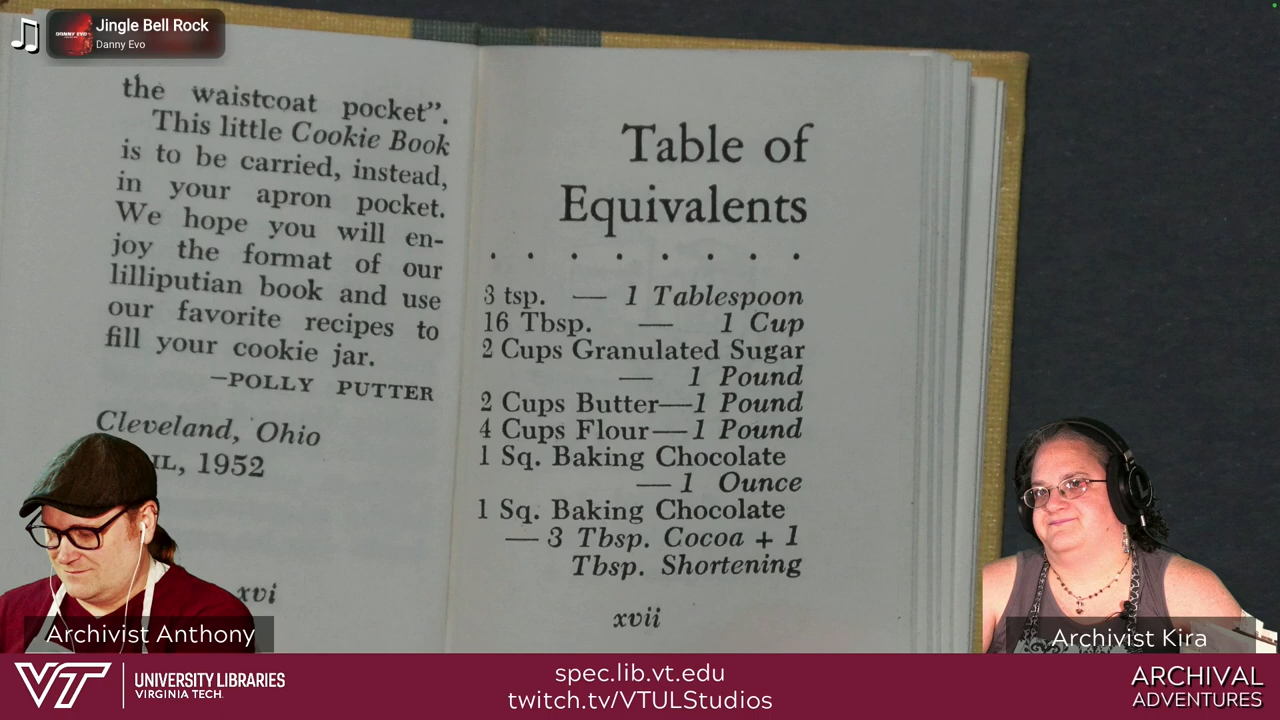 Jingle Bell Rock
Danny Evo
DANNY EVO
the waistcoat pocket”.
This little Cookie Book
is to be carried, instead,
in your apron pocket.
We hope you will en-
joy the format of our
lilliputian book and use
our favorite recipes to
fill your cookie jar.
—POLLY PUTTER
Cleveland, Ohio
IL, 1952
xvi
Table of
Equivalents
. . . . . . . .
3 tsp. — 1 Tablespoon
16 Tbsp. — 1 Cup
2 Cups Granulated Sugar
— 1 Pound
2 Cups Butter—1 Pound
4 Cups Flour—1 Pound
1 Sq. Baking Chocolate
—1 Ounce
1 Sq. Baking Chocolate
— 3 Tbsp. Cocoa + 1
Tbsp. Shortening
xvii
Archivist Anthony
Archivist Kira
VT UNIVERSITY LIBRARIES
VIRGINIA TECH.
spec.lib.vt.edu
twitch.tv/VTULStudios
ARCHIVAL
ADVENTURES